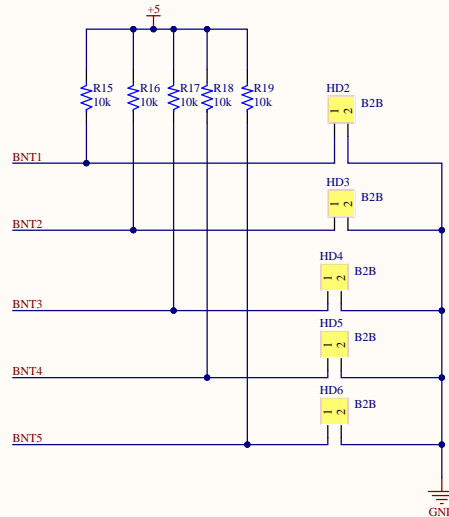 +5
R15 R16 R17 R18 R19
10k 10k 10k 10k 10k
HD2
B2B
1 2
BNT1
HD3
B2B
1 2
BNT2
HD4
B2B
1 2
BNT3
HD5
B2B
1 2
BNT4
HD6
B2B
1 2
BNT5
GND